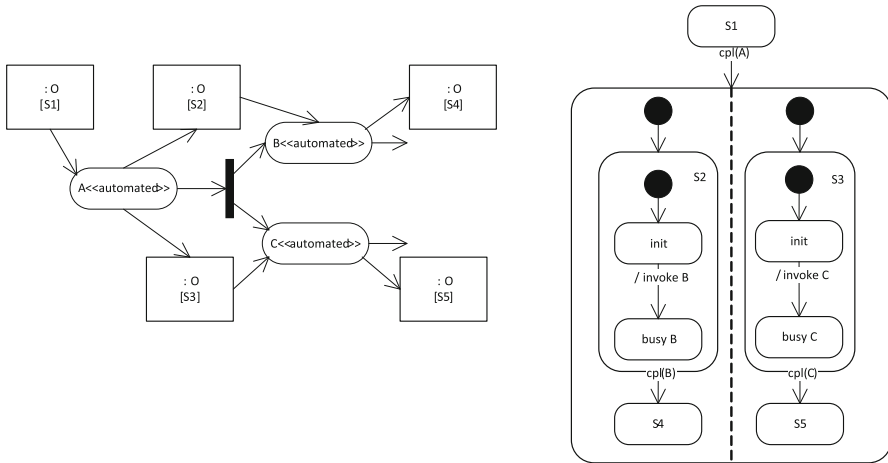 : O
[S1]
: O
[S2]
: O
[S4]
B<<automated>>
A<<automated>>
C<<automated>>
: O
[S3]
: O
[S5]
S1
cpl(A)
S2
init
/ invoke B
busy B
cpl(B)
S4
S3
init
/ invoke C
busy C
cpl(C)
S5